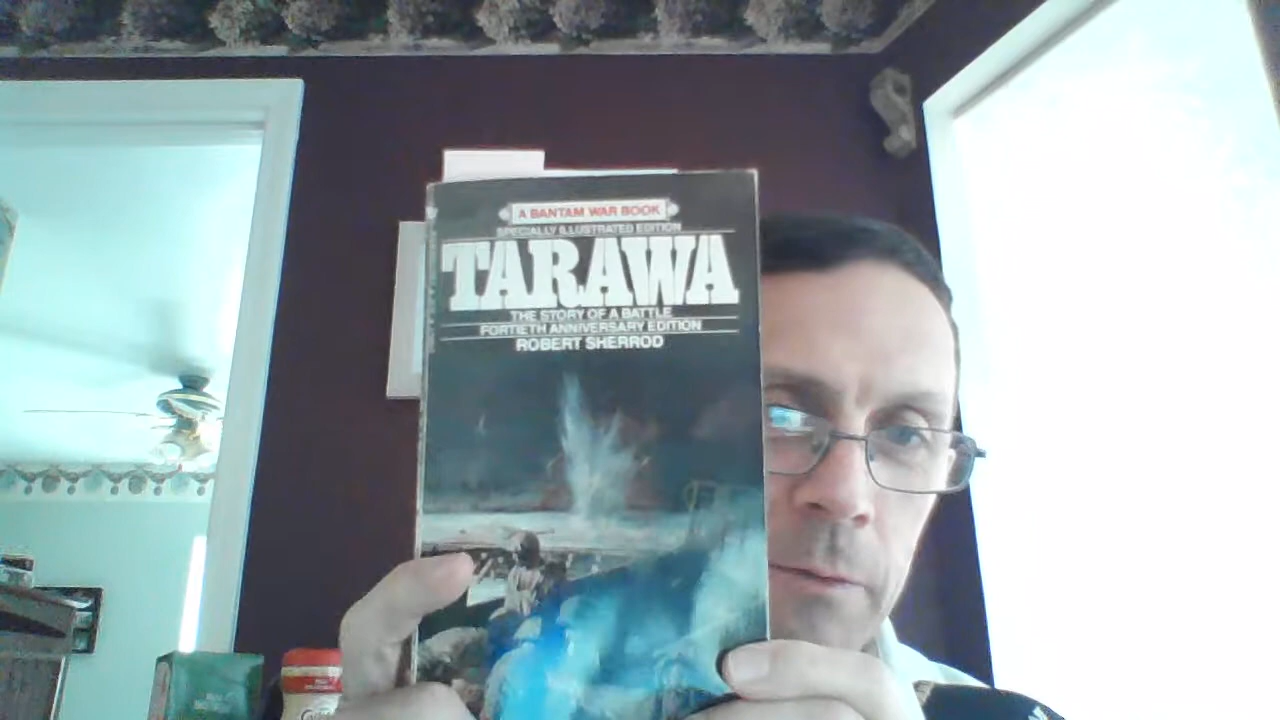 A BANTAM WAR BOOK
SPECIALLY ILLUSTRATED EDITION
TARAWA
THE STORY OF A BATTLE
FORTIETH ANNIVERSARY EDITION
ROBERT SHERROD